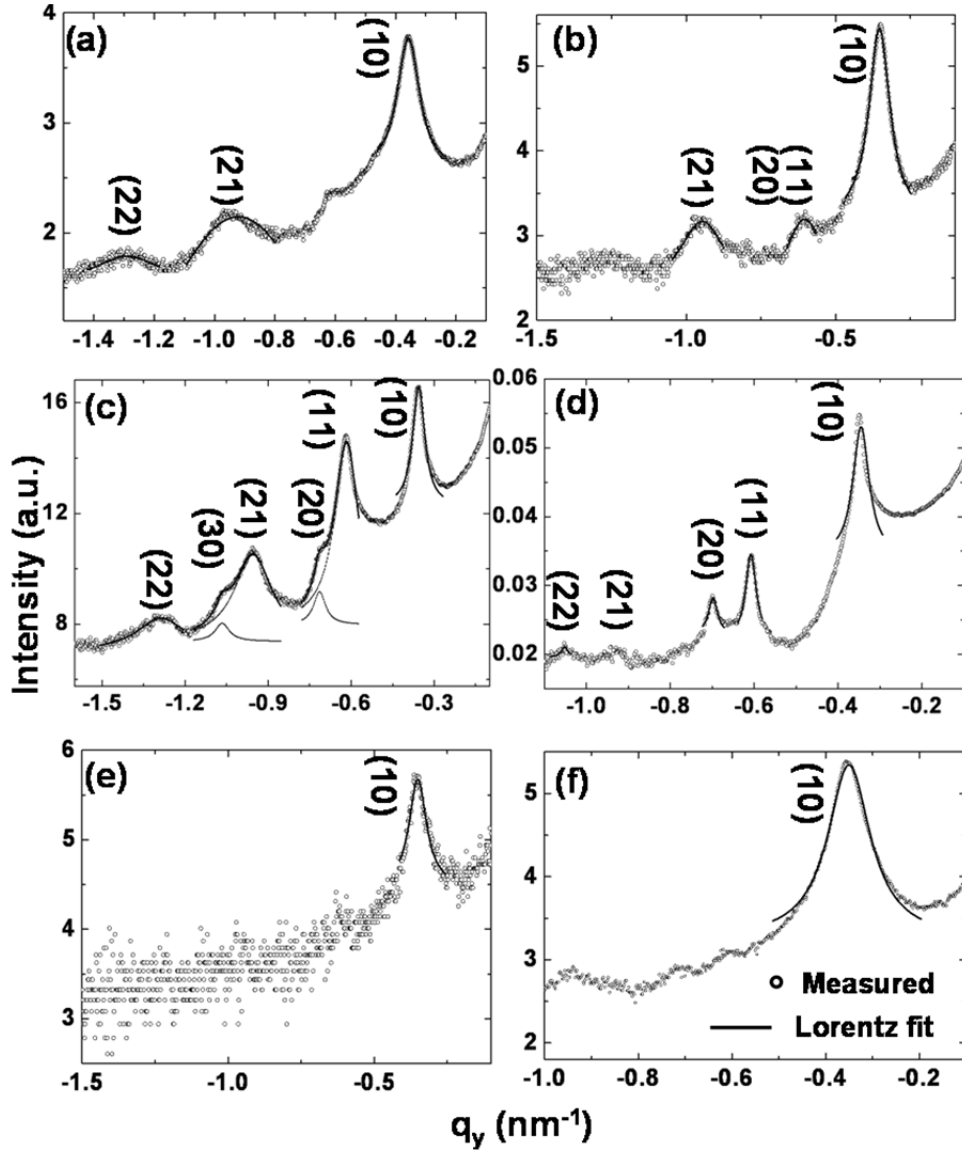 (a)
4
3
2
(22)
(21)
(10)
-1.4 -1.2 -1.0 -0.8 -0.6 -0.4 -0.2
(b)
5
4
3
2
(21)
(20)
(11)
(10)
-1.5 -1.0 -0.5
(c)
16
12
8
(22)
(30)
(21)
(20)
(11)
(10)
-1.5 -1.2 -0.9 -0.6 -0.3
(d)
0.06
0.05
0.04
0.03
0.02
(22)
(21)
(20)
(11)
(10)
-1.0 -0.8 -0.6 -0.4 -0.2
Intensity (a.u.)
(e)
6
5
4
3
(10)
-1.5 -1.0 -0.5
(f)
5
4
3
2
(10)
Measured
Lorentz fit
-1.0 -0.8 -0.6 -0.4 -0.2
qy (nm-1)